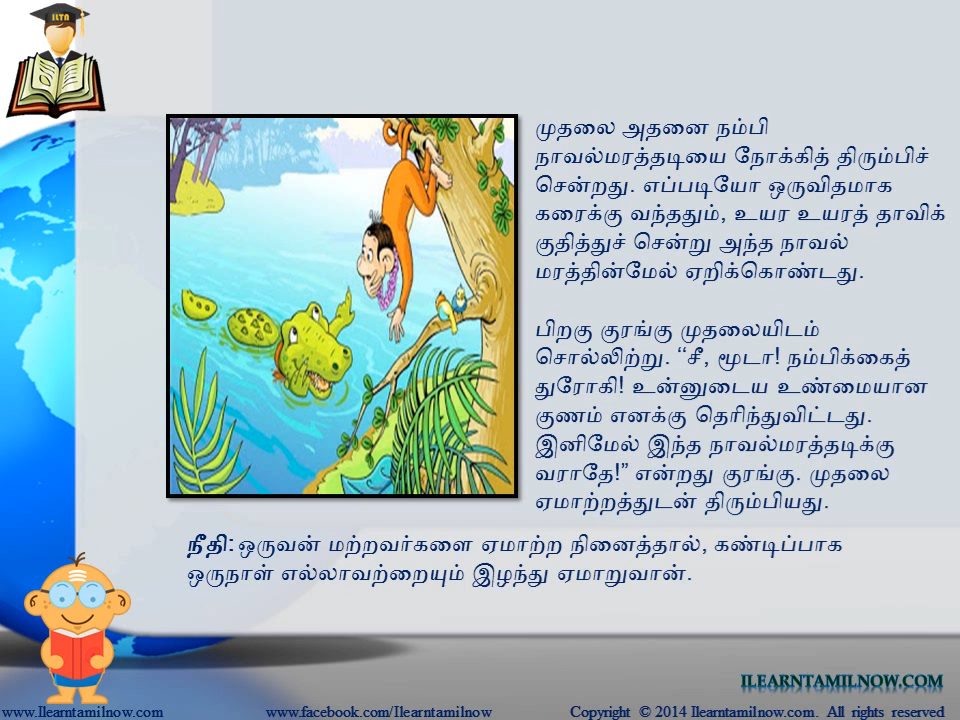 ILTN
முதலை அதனை நம்பி
நாவல்மரத்தடியை நோக்கித் திரும்பிச்
சென்றது. எப்படியோ ஒருவிதமாக
கரைக்கு வந்ததும், உயர உயரத் தாவிக்
குதித்துச் சென்று அந்த நாவல்
மரத்தின்மேல் ஏறிக்கொண்டது.
பிறகு குரங்கு முதலையிடம்
சொல்லிற்று. “சீ, மூடா! நம்பிக்கைத்
துரோகி! உன்னுடைய உண்மையான
குணம் எனக்கு தெரிந்துவிட்டது.
இனிமேல் இந்த நாவல்மரத்தடிக்கு
வராதே!” என்றது குரங்கு. முதலை
ஏமாற்றத்துடன் திரும்பியது.
நீதி: ஒருவன் மற்றவர்களை ஏமாற்ற நினைத்தால், கண்டிப்பாக
ஒருநாள் எல்லாவற்றையும் இழந்து ஏமாறுவான்.
ILEARNTAMILNOW.COM
www.Ilearntamilnow.com www.facebook.com/Ilearntamilnow Copyright © 2014 Ilearntamilnow.com. All rights reserved